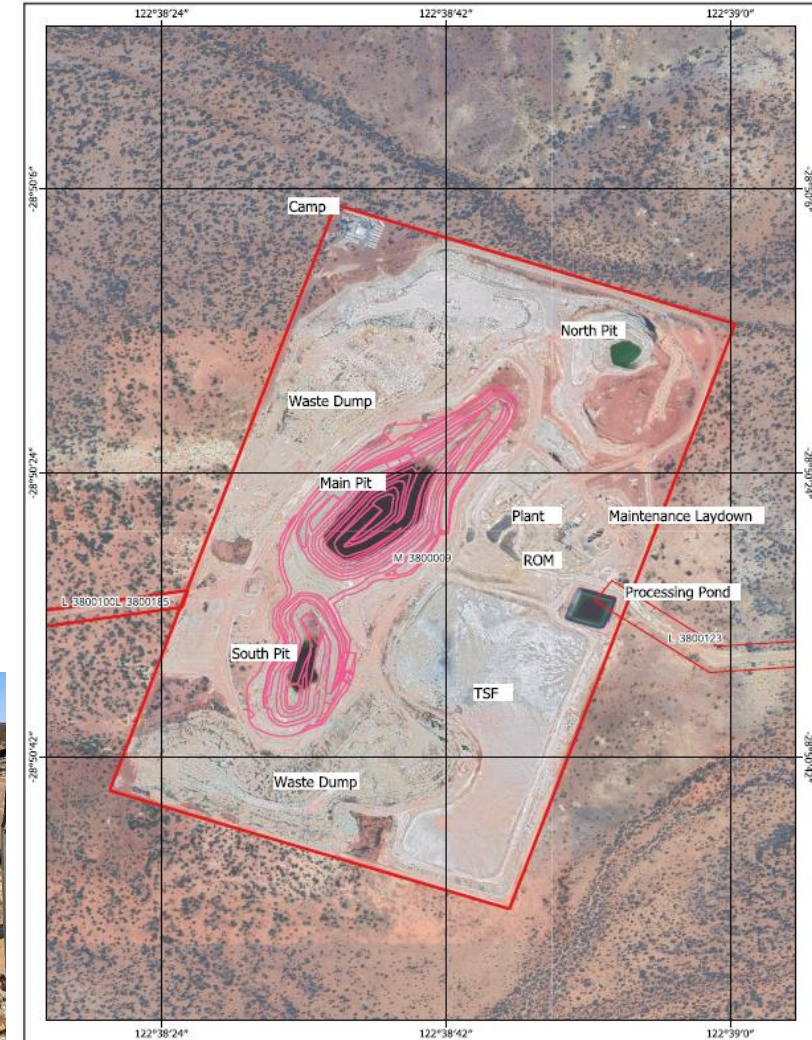 122°38′24″ 122°38′42″ 122°39′0″
-28°50′6″ -28°50′6″
Camp
North Pit
Waste Dump
-28°50′24″ -28°50′24″
Main Pit
Plant
Maintenance Laydown
M 3800009
ROM
Processing Pond
L 3800100L 3800185
L 3800123
South Pit
TSF
-28°50′42″ -28°50′42″
Waste Dump
122°38′24″ 122°38′42″ 122°39′0″